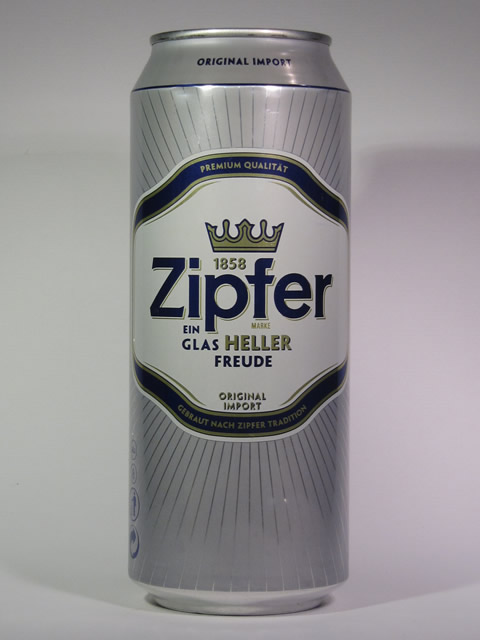 ORIGINAL IMPORT
PREMIUM QUALITÄT
1858
Zipfer
MARKE
EIN
GLAS HELLER
FREUDE
ORIGINAL
IMPORT
GEBRAUT NACH ZIPFER TRADITION